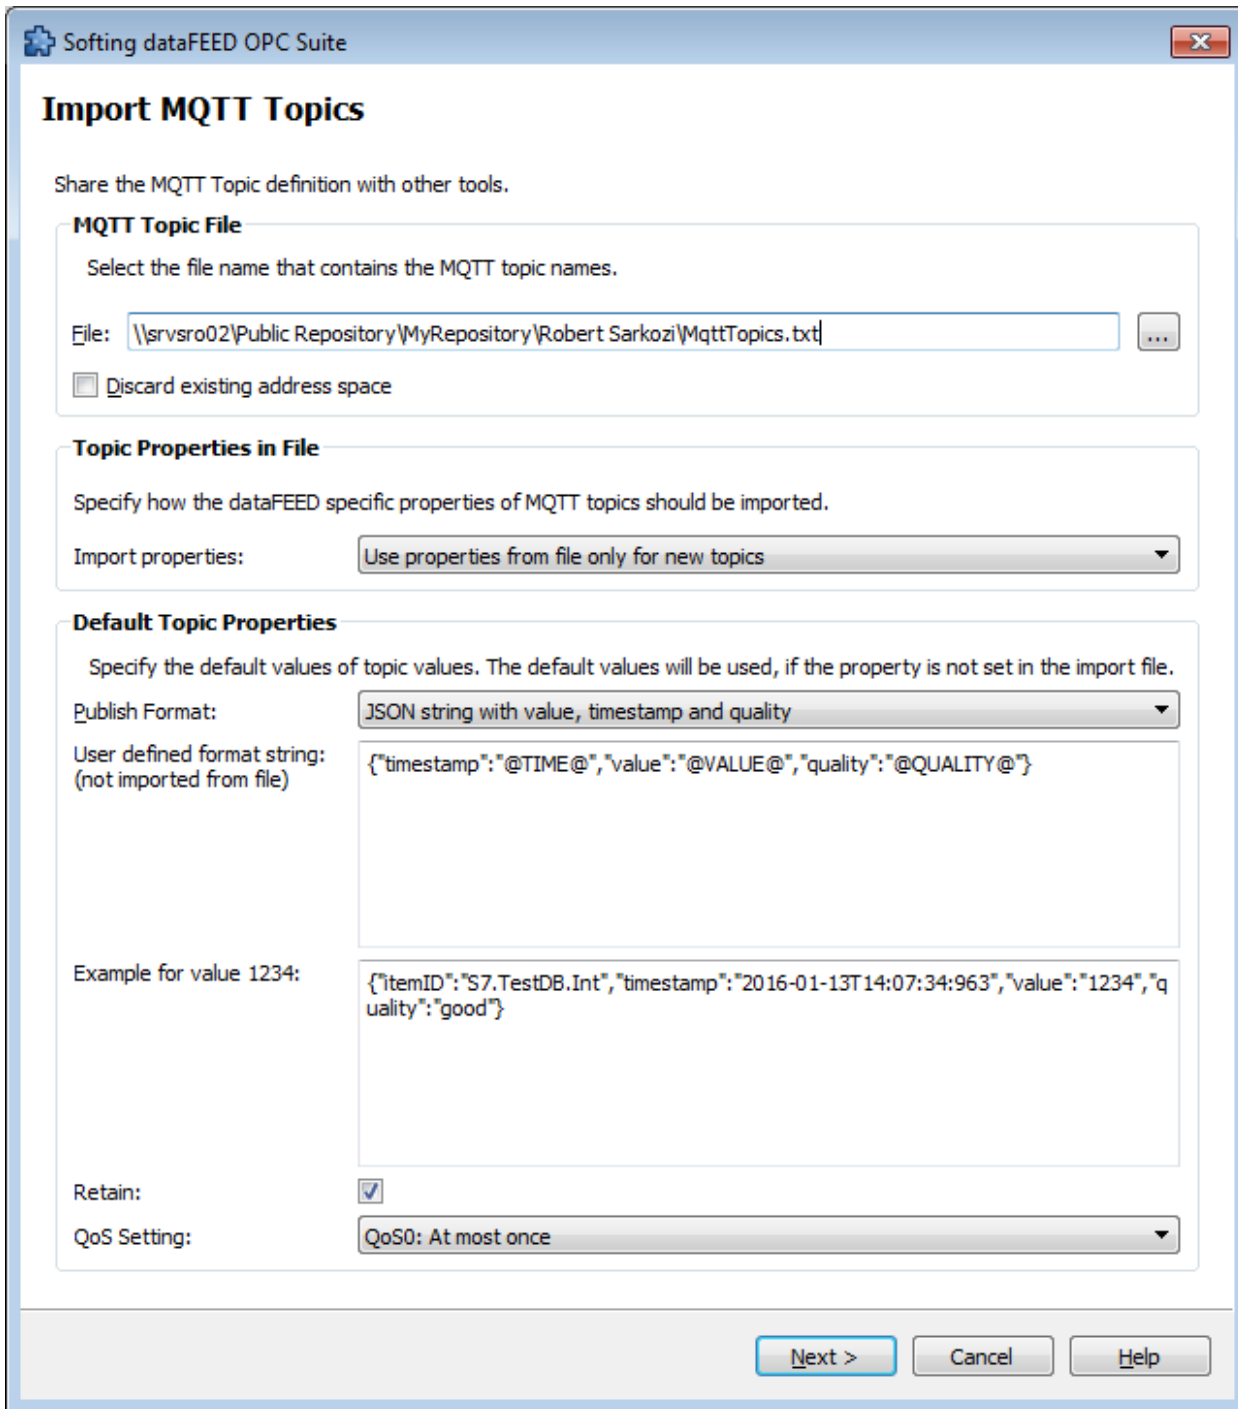 Softing dataFEED OPC Suite
Import MQTT Topics
Share the MQTT Topic definition with other tools.
MQTT Topic File
Select the file name that contains the MQTT topic names.
File: \\srvsro02\Public Repository\MyRepository\Robert Sarkozi\MqttTopics.txt ...
Discard existing address space
Topic Properties in File
Specify how the dataFEED specific properties of MQTT topics should be imported.
Import properties: Use properties from file only for new topics
Default Topic Properties
Specify the default values of topic values. The default values will be used, if the property is not set in the import file.
Publish Format: JSON string with value, timestamp and quality
User defined format string: {"timestamp":"@TIME@","value":"@VALUE@","quality":"@QUALITY@"}
(not imported from file)
Example for value 1234: {"itemID":"S7.TestDB.Int","timestamp":"2016-01-13T14:07:34:963","value":"1234","q
uality":"good"}
Retain:
QoS Setting: QoS0: At most once
Next > Cancel Help